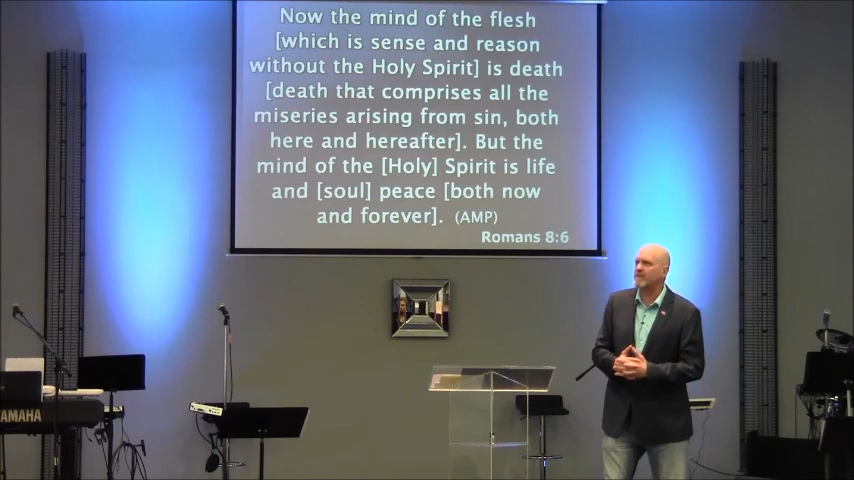 Now the mind of the flesh
[which is sense and reason
without the Holy Spirit] is death
[death that comprises all the
miseries arising from sin, both
here and hereafter]. But the
mind of the [Holy] Spirit is life
and [soul] peace [both now
and forever]. (AMP)
Romans 8:6
YAMAHA